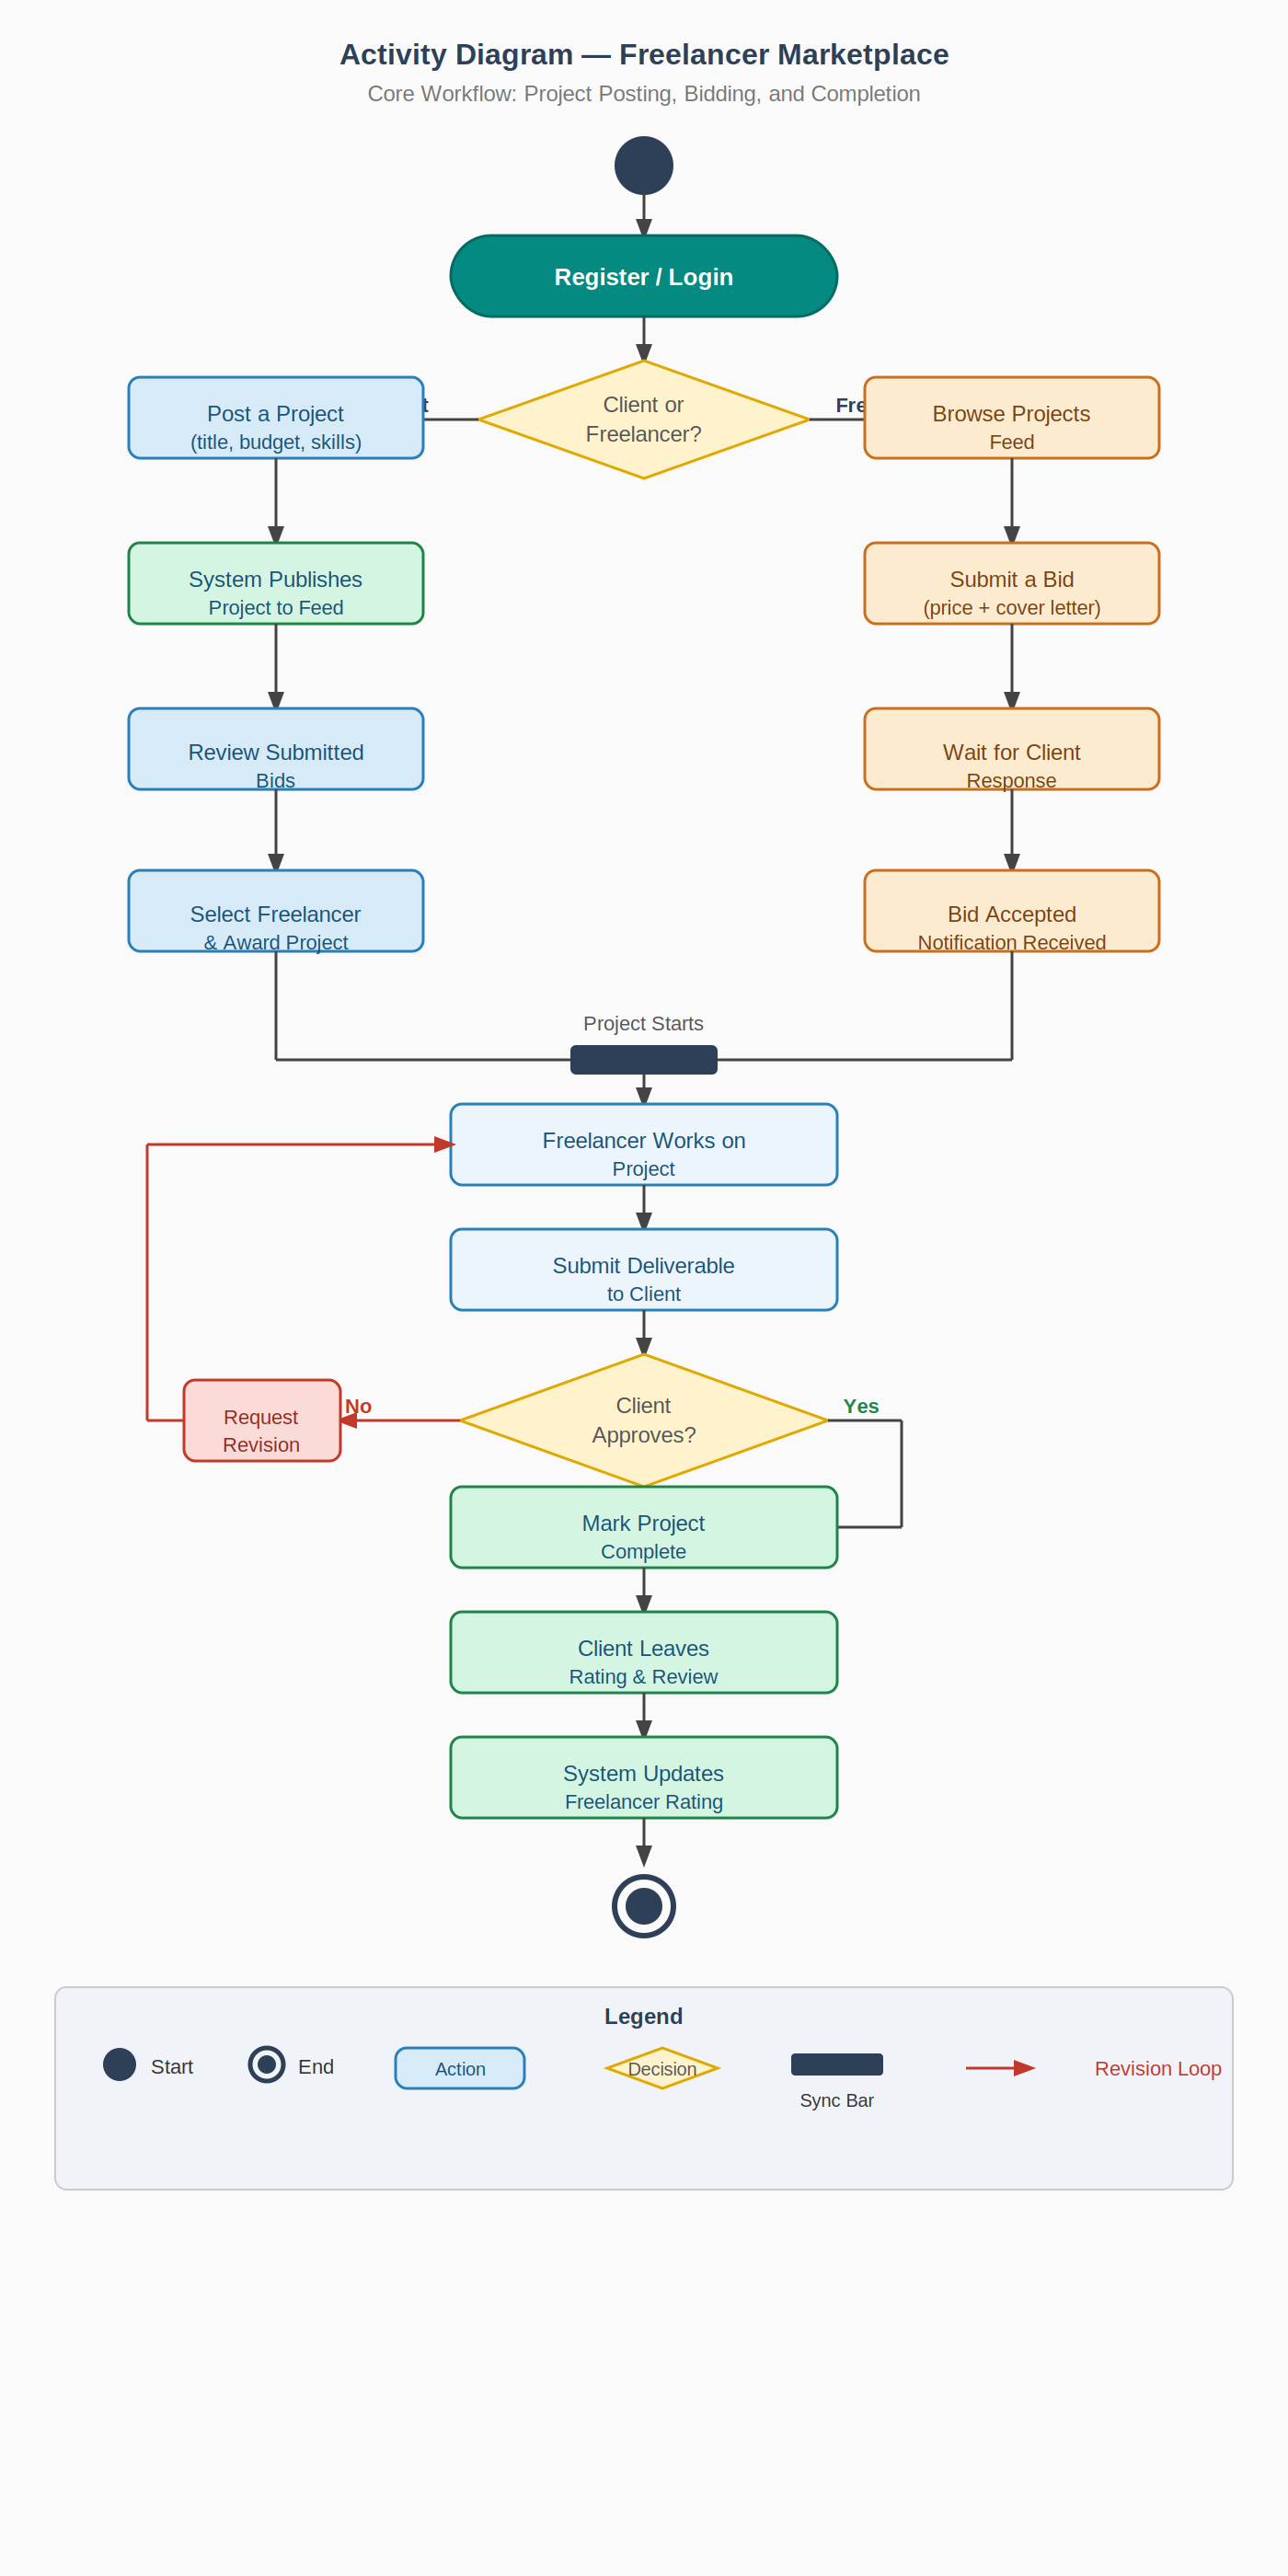 Activity Diagram — Freelancer Marketplace
Core Workflow: Project Posting, Bidding, and Completion
Register / Login
Client or
Freelancer?
Post a Project
(title, budget, skills)
Browse Projects
Feed
System Publishes
Project to Feed
Submit a Bid
(price + cover letter)
Review Submitted
Bids
Wait for Client
Response
Select Freelancer
& Award Project
Bid Accepted
Notification Received
Project Starts
Freelancer Works on
Project
Submit Deliverable
to Client
Client
Approves?
No
Yes
Request
Revision
Mark Project
Complete
Client Leaves
Rating & Review
System Updates
Freelancer Rating
Legend
Start
End
Action
Decision
Sync Bar
Revision Loop